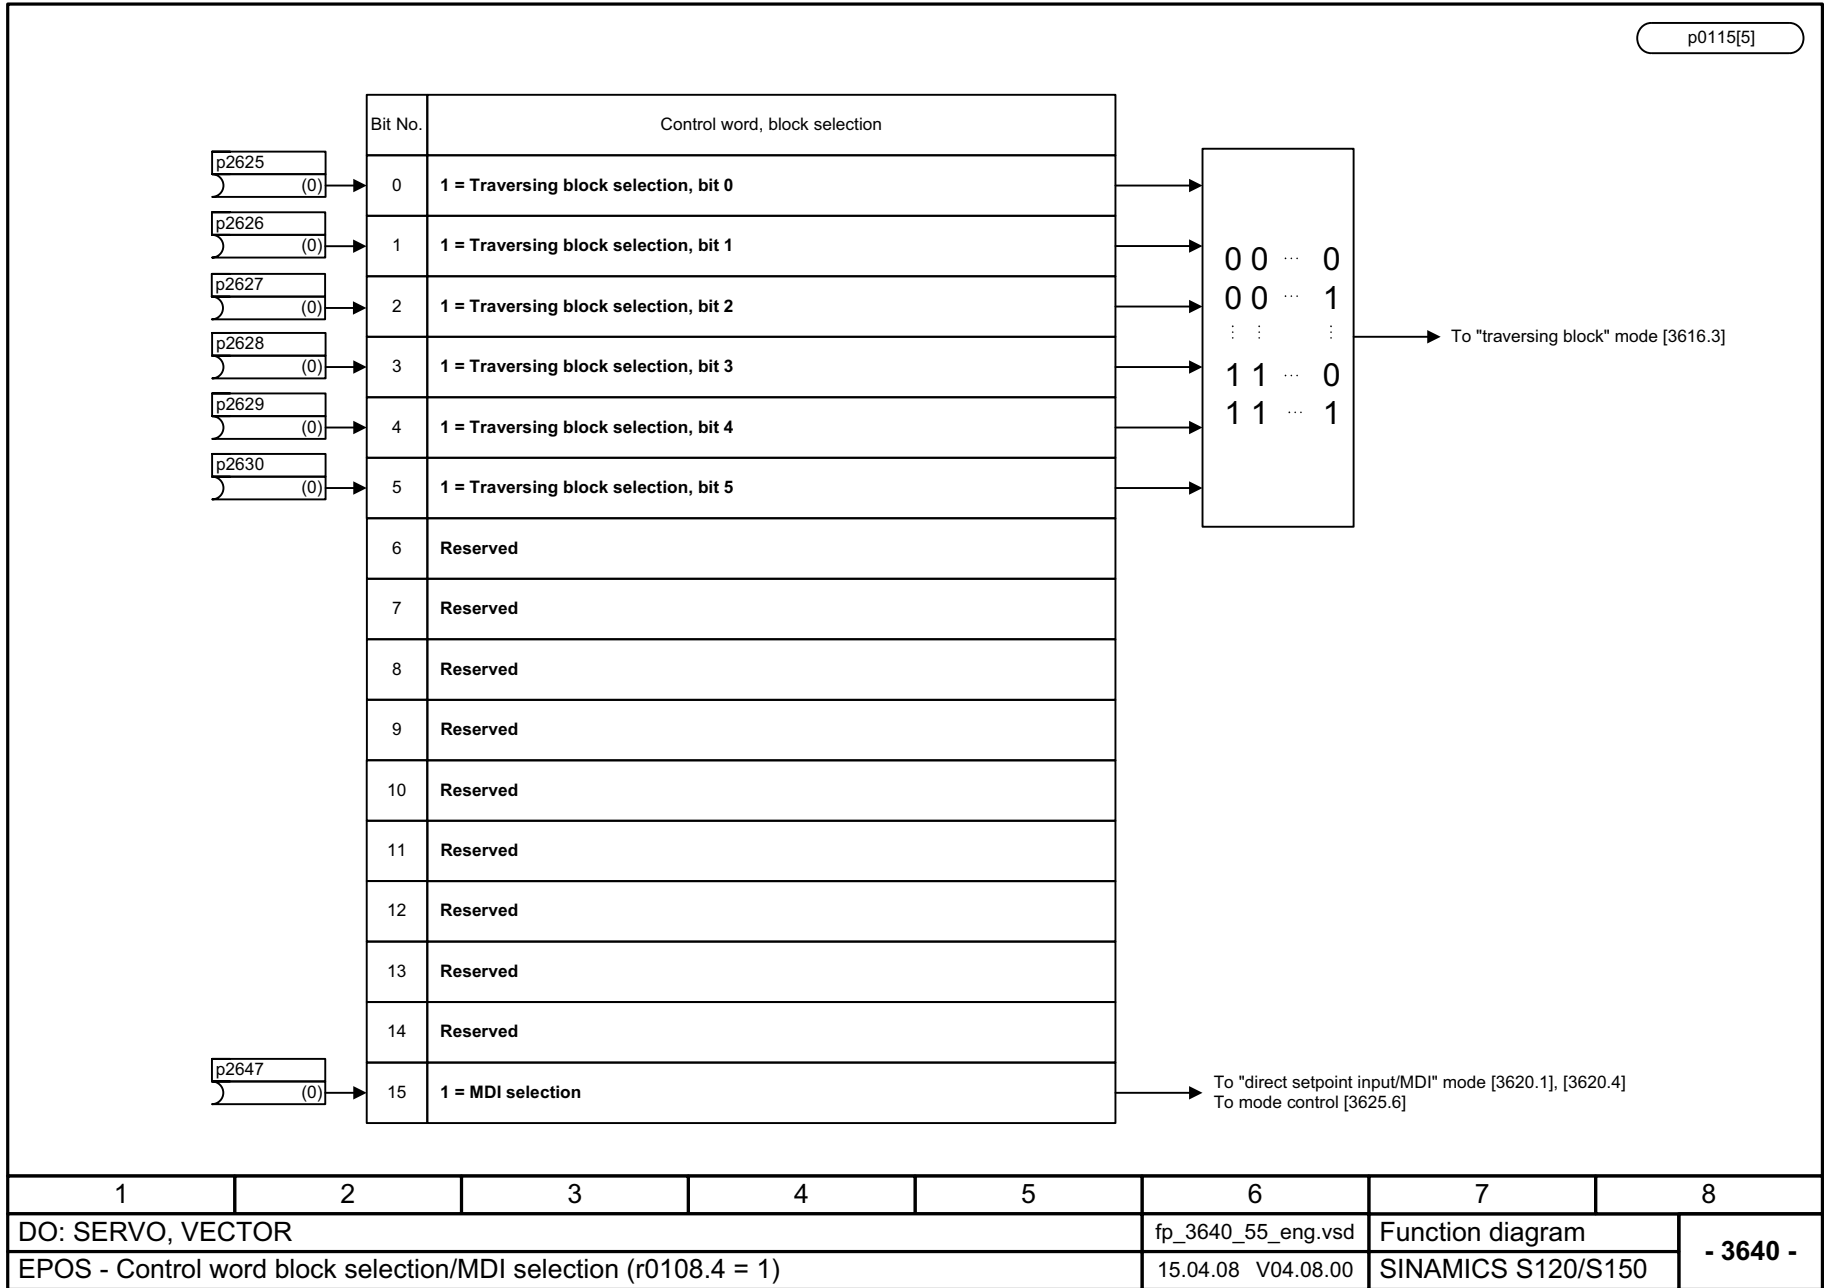 p0115[5]
Bit No. Control word, block selection
p2625
(0) 0 1 = Traversing block selection, bit 0
p2626
(0) 1 1 = Traversing block selection, bit 1
p2627
(0) 2 1 = Traversing block selection, bit 2
p2628
(0) 3 1 = Traversing block selection, bit 3
p2629
(0) 4 1 = Traversing block selection, bit 4
p2630
(0) 5 1 = Traversing block selection, bit 5
0 0 ... 0
0 0 ... 1
⋮ ⋮ ⋮
1 1 ... 0
1 1 ... 1
To "traversing block" mode [3616.3]
6 Reserved
7 Reserved
8 Reserved
9 Reserved
10 Reserved
11 Reserved
12 Reserved
13 Reserved
14 Reserved
p2647
(0) 15 1 = MDI selection
To "direct setpoint input/MDI" mode [3620.1], [3620.4]
To mode control [3625.6]
1 2 3 4 5 6 7 8
DO: SERVO, VECTOR fp_3640_55_eng.vsd Function diagram
- 3640 -
EPOS - Control word block selection/MDI selection (r0108.4 = 1) 15.04.08 V04.08.00 SINAMICS S120/S150